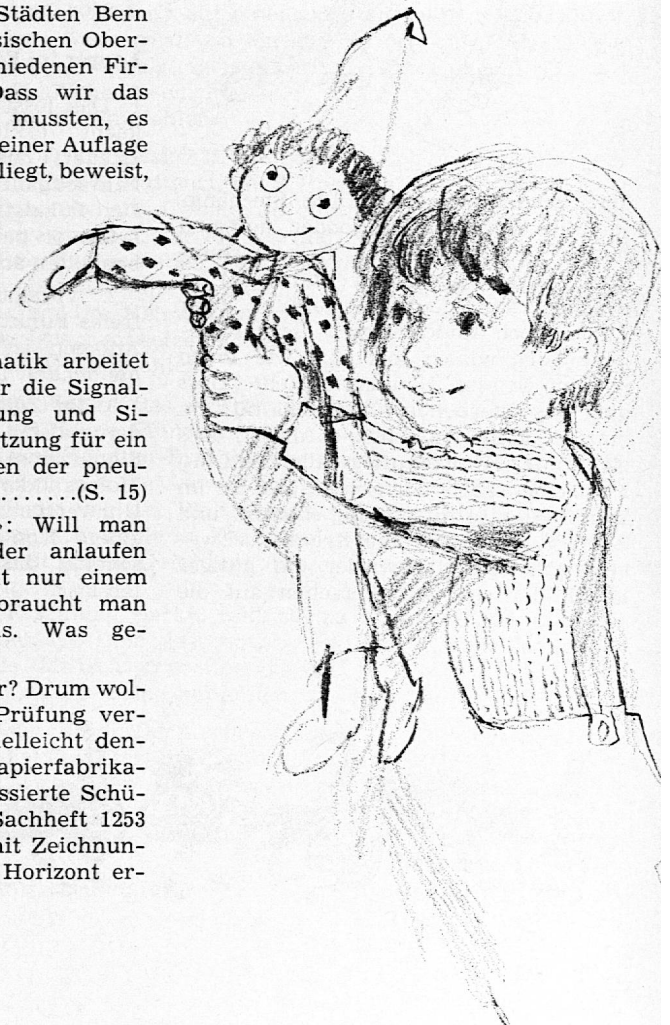 Städten Bern
sischen Ober-
hiedenen Fir-
Dass wir das
mussten, es
einer Auflage
liegt, beweist,
matik arbeitet
r die Signal-
ung und Si-
tzung für ein
en der pneu-
.......(S. 15)
: Will man
der anlaufen
t nur einem
braucht man
s. Was ge-
r? Drum wol-
Prüfung ver-
elleicht den-
apierfabrika-
ssierte Schü-
Sachheft 1253
nit Zeichnun-
Horizont er-